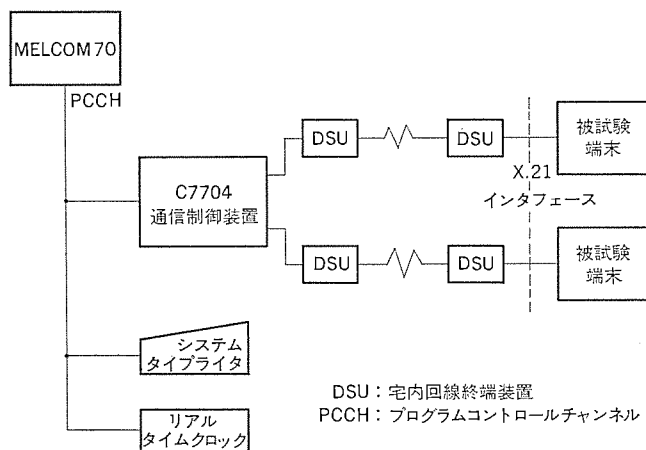 MELCOM70
PCCH
DSU
DSU
被試験
端末
X.21
インタフェース
C7704
通信制御装置
DSU
DSU
被試験
端末
システム
タイプライタ
リアル
タイムクロック
DSU：宅内回線終端装置
PCCH：プログラムコントロールチャンネル